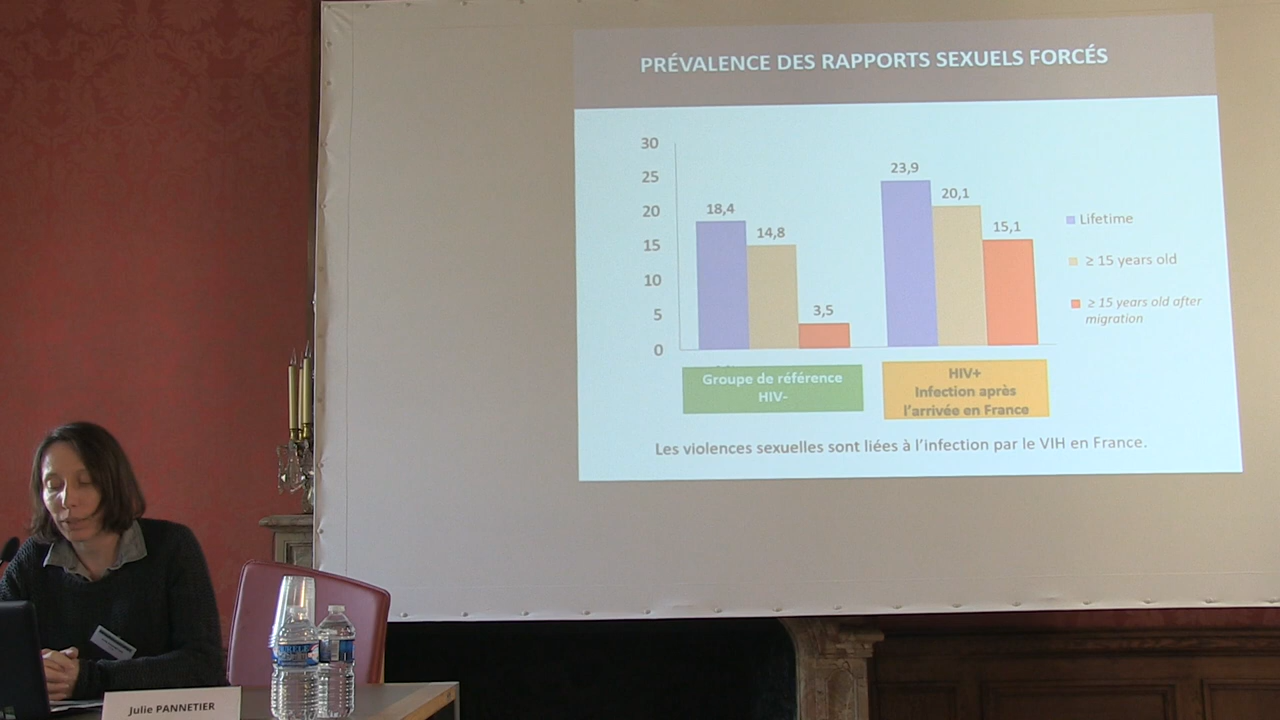 PRÉVALENCE DES RAPPORTS SEXUELS FORCÉS
30
25
20
15
10
5
0
18,4
14,8
3,5
23,9
20,1
15,1
Lifetime
≥ 15 years old
≥ 15 years old after
migration
Groupe de référence
HIV-
HIV+
Infection après
l'arrivée en France
Les violences sexuelles sont liées à l'infection par le VIH en France.
Julie PANNETIER